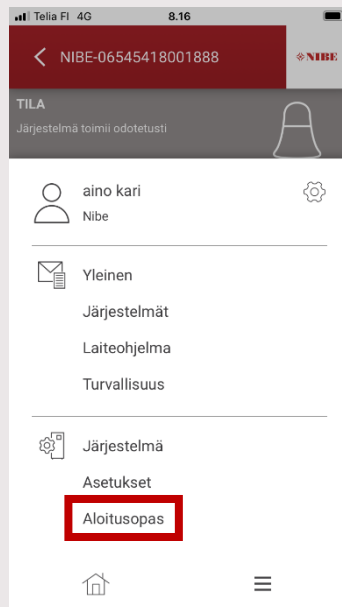 Telia FI 4G 8.16
NIBE-06545418001888
NIBE
TILA
Järjestelmä toimii odotetusti
aino kari
Nibe
Yleinen
Järjestelmät
Laiteohjelma
Turvallisuus
Järjestelmä
Asetukset
Aloitusopas